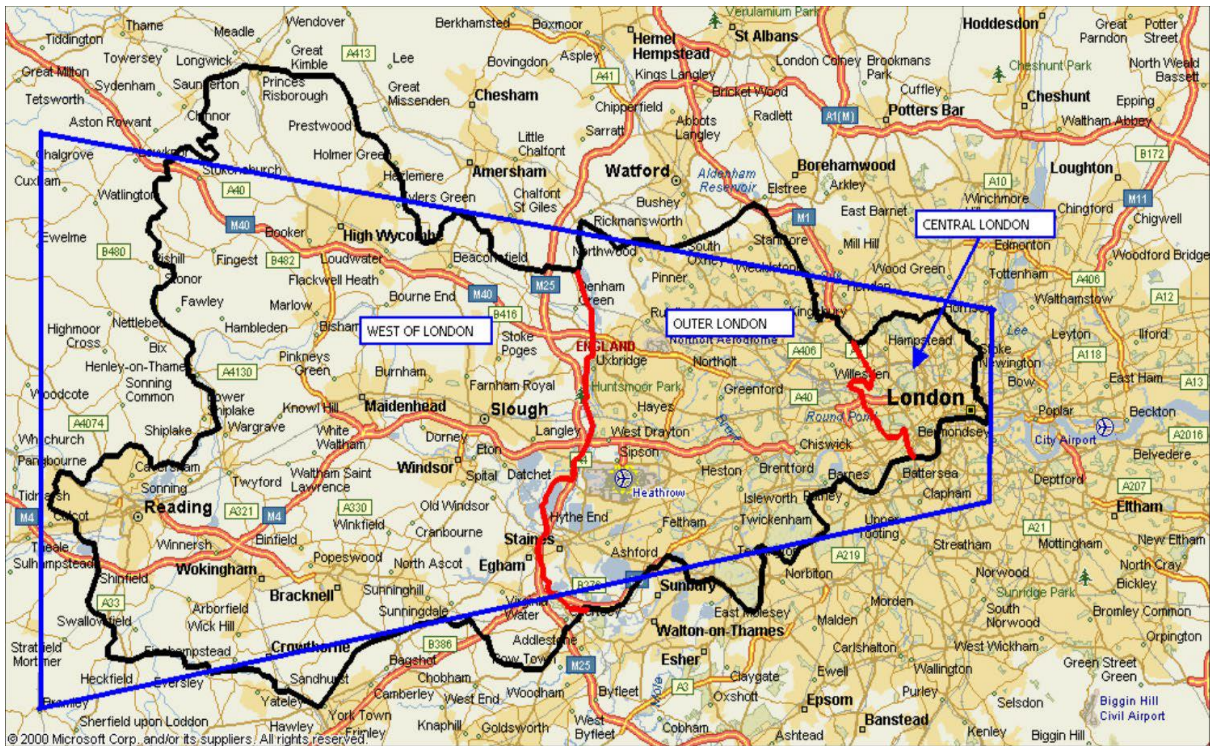 Thame
Wendover
Berkhamsted
Boxmoor
Verulamium Park
Hoddesdon
Great Parndon
Potter Street
Tiddington
Towersey
Meadle
Longwick
Great Kimble
A413
Lee
Aspley
Hemel Hempstead
St Albans
Great Milton
Sydenham
Saunderton
Princes Risborough
Great Missenden
Bovingdon
A41
Kings Langley
London Colney
Brookmans Park
Cheshunt Park
North Weald Bassett
Tetsworth
Chinnor
Chesham
Chipperfield
Bricket Wood
Cuffley
Cheshunt
Epping
Aston Rowant
Prestwood
Abbots Langley
Radlett
A1(M)
Potters Bar
Waltham Abbey
Chalgrove
Holmer Green
Little Chalfont
Sarratt
Borehamwood
B172
Cuxham
Watlington
Stokenchurch
A40
Amersham
Watford
Aldenham Reservoir
Elstree
Arkley
A10
Loughton
Tylers Green
Chalfont St Giles
Bushey
Winchmore
Chingford
M11
Ewelme
M40
Booker
High Wycombe
Rickmansworth
M1
East Barnet
CENTRAL LONDON
Chigwell
B480
Pishill
Fingest
B482
Loudwater
Beaconsfield
Northwood
South Oxhey
Stanmore
Mill Hill
Edmonton
Woodford Bridge
Stonor
Flackwell Heath
M25
Denham Green
Pinner
Wealdstone
Wood Green
Hendon
Tottenham
A406
Fawley
Marlow
Bourne End
M40
B416
Kingsbury
Hornsey
Walthamstow
A12
Highmoor Cross
Nettlebed
Hambleden
Bisham
WEST OF LONDON
Stoke Poges
ENGLAND
OUTER LONDON
Northolt Aerodrome
Hampstead
Lee
Leyton
Ilford
Bix
Henley-on-Thames
A4130
Pinkneys Green
Burnham
Uxbridge
Northolt
A406
Stoke Newington
A118
Woodcote
Sonning Common
Farnham Royal
Huntsmoor Park
Greenford
Willesden
Bow
East Ham
A13
Lower Shiplake
Knowl Hill
Maidenhead
Slough
Hayes
A40
Round Pond
London
Poplar
Beckton
A4074
Shiplake
Wargrave
White Waltham
Dorney
Langley
West Drayton
Brent
Chiswick
Bermondsey
City Airport
A2016
Whitchurch
Pangbourne
Caversham
Eton
Windsor
Sipson
A4
Heston
Brentford
Barnes
Battersea
Belvedere
Tidmarsh
Sonning
Twyford
Waltham Saint Lawrence
Spital
Datchet
Heathrow
Isleworth
Putney
Clapham
Deptford
A207
M4
Calcot
Reading
A321
M4
A330
Old Windsor
Hythe End
Feltham
Twickenham
Upper Tooting
A21
Eltham
Theale
Winnersh
Binfield
Winkfield
Cranbourne
Staines
Ashford
Teddington
A219
Streatham
Mottingham
New Eltham
Sulhampstead
Shinfield
Wokingham
Popeswood
North Ascot
Egham
B376
Sunbury
Norbiton
Norwood
North Cray
Bickley
A33
Bracknell
Sunninghill
Virginia Water
East Molesey
Morden
Sunridge Park
Swallowfield
Arborfield
Wick Hill
Sunningdale
Walton-on-Thames
Malden
South Norwood
Bromley Common
Stratfield Mortimer
Finchampstead
Crowthorne
B386
Addlestone
Carlshalton
West Wickham
Orpington
Heckfield
Eversley
Sandhurst
Bagshot
Row Town
M25
Esher
Claygate
Ewell
Wallington
Green Street Green
Bramley
Yateley
Camberley
Chobham
West End
Woodham
Byfleet
Mole
A3
Oxshott
Epsom
Purley
Selsdon
Biggin Hill Civil Airport
Sherfield upon Loddon
Hawley
York Town
Frimley
Knaphill
Goldsworth
West Byfleet
Cobham
Ashtead
Banstead
Kenley
Biggin Hill
© 2000 Microsoft Corp. and/or its suppliers. All rights reserved.